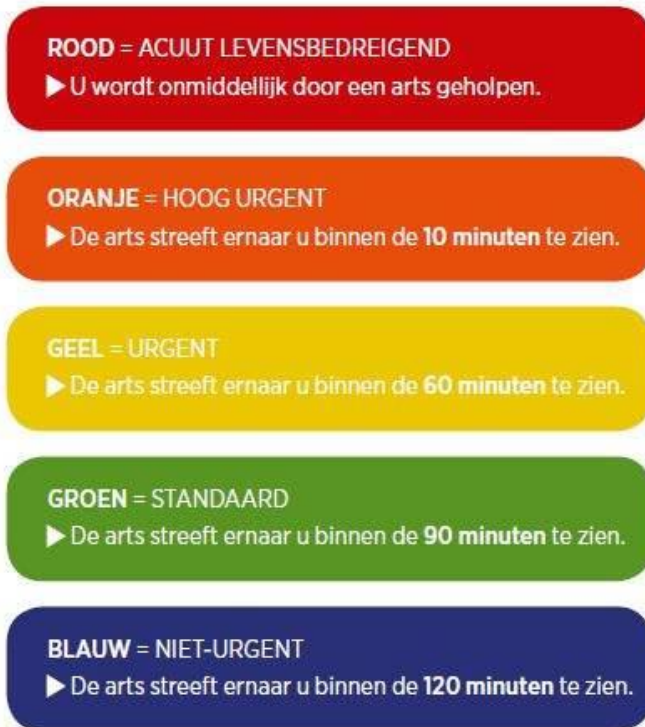 ROOD = ACUUT LEVENSBEDREIGEND
▶ U wordt onmiddellijk door een arts geholpen.
ORANJE = HOOG URGENT
▶ De arts streeft ernaar u binnen de 10 minuten te zien.
GEEL = URGENT
▶ De arts streeft ernaar u binnen de 60 minuten te zien.
GROEN = STANDAARD
▶ De arts streeft ernaar u binnen de 90 minuten te zien.
BLAUW = NIET-URGENT
▶ De arts streeft ernaar u binnen de 120 minuten te zien.